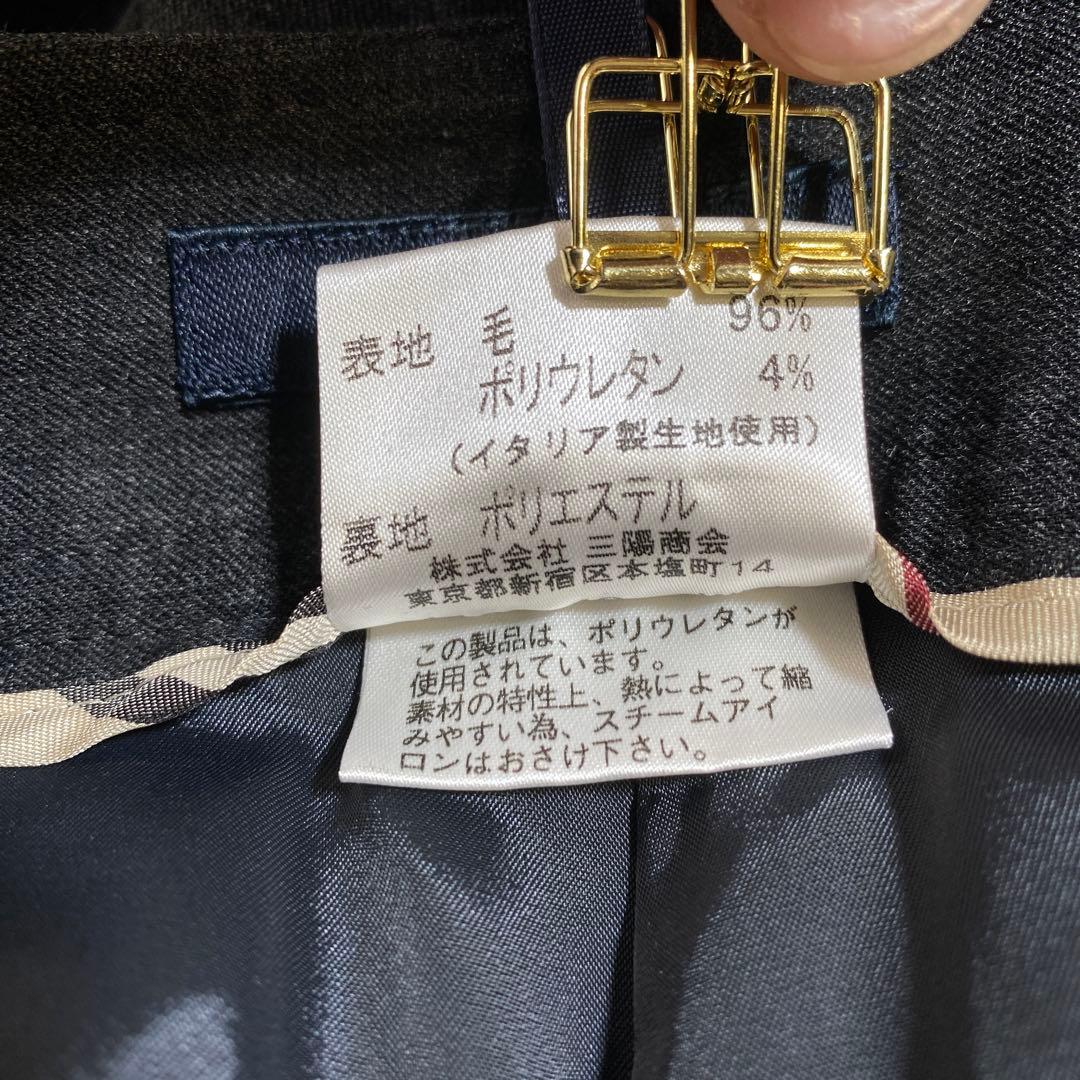 表地 毛 96%
ポリウレタン 4%
(イタリア製生地使用)
裏地 ポリエステル
株式会社 三陽商会
東京都新宿区本塩町14
この製品は、ポリウレタンが
使用されています。
素材の特性上、熱によって縮
みやすい為、スチームアイ
ロンはおさけ下さい。